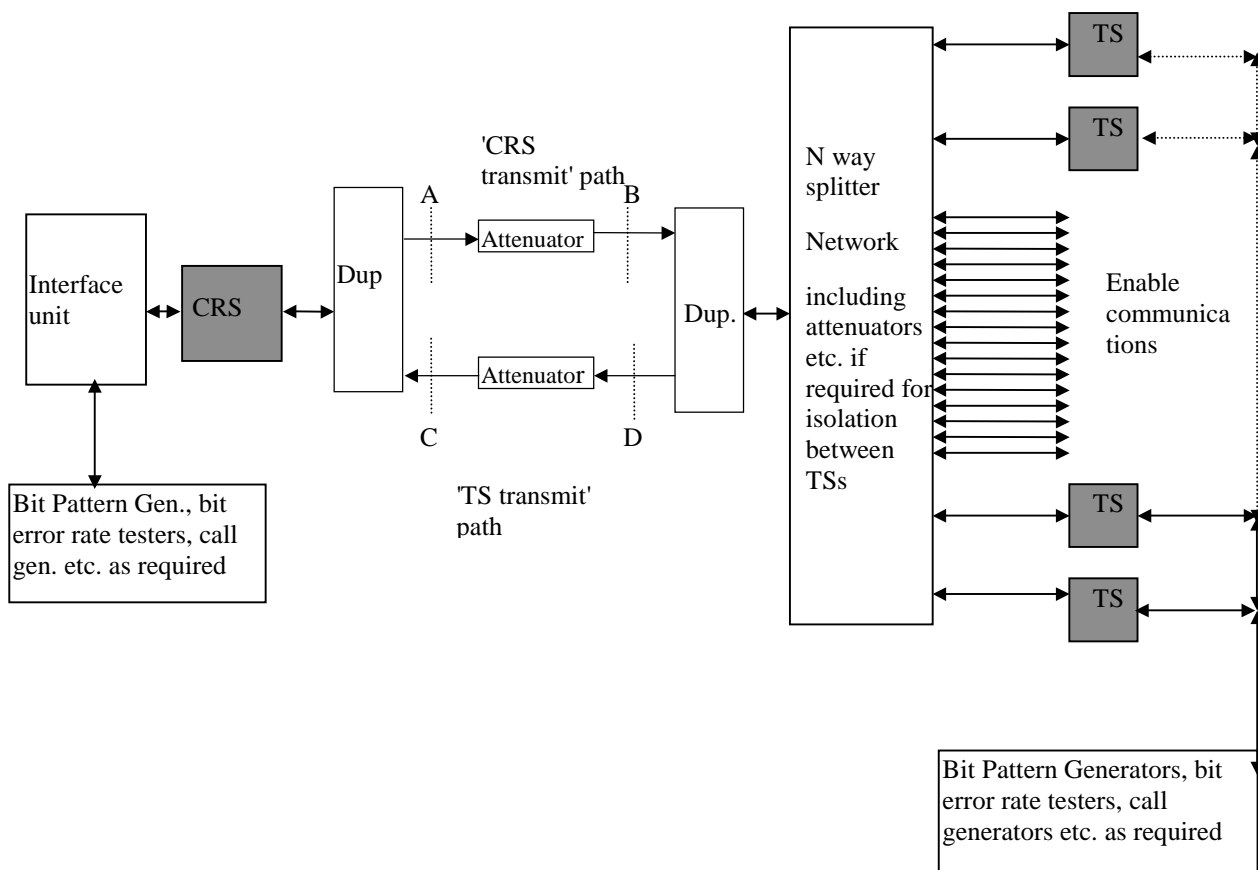 Interface
unit
CRS
Bit Pattern Gen., bit
error rate testers, call
gen. etc. as required
Dup
'CRS
transmit' path
A
B
Attenuator
Attenuator
C
D
'TS transmit'
path
Dup.
N way
splitter
Network
including
attenuators
etc. if
required for
isolation
between
TSs
TS
TS
Enable
communica
tions
TS
TS
Bit Pattern Generators, bit
error rate testers, call
generators etc. as required